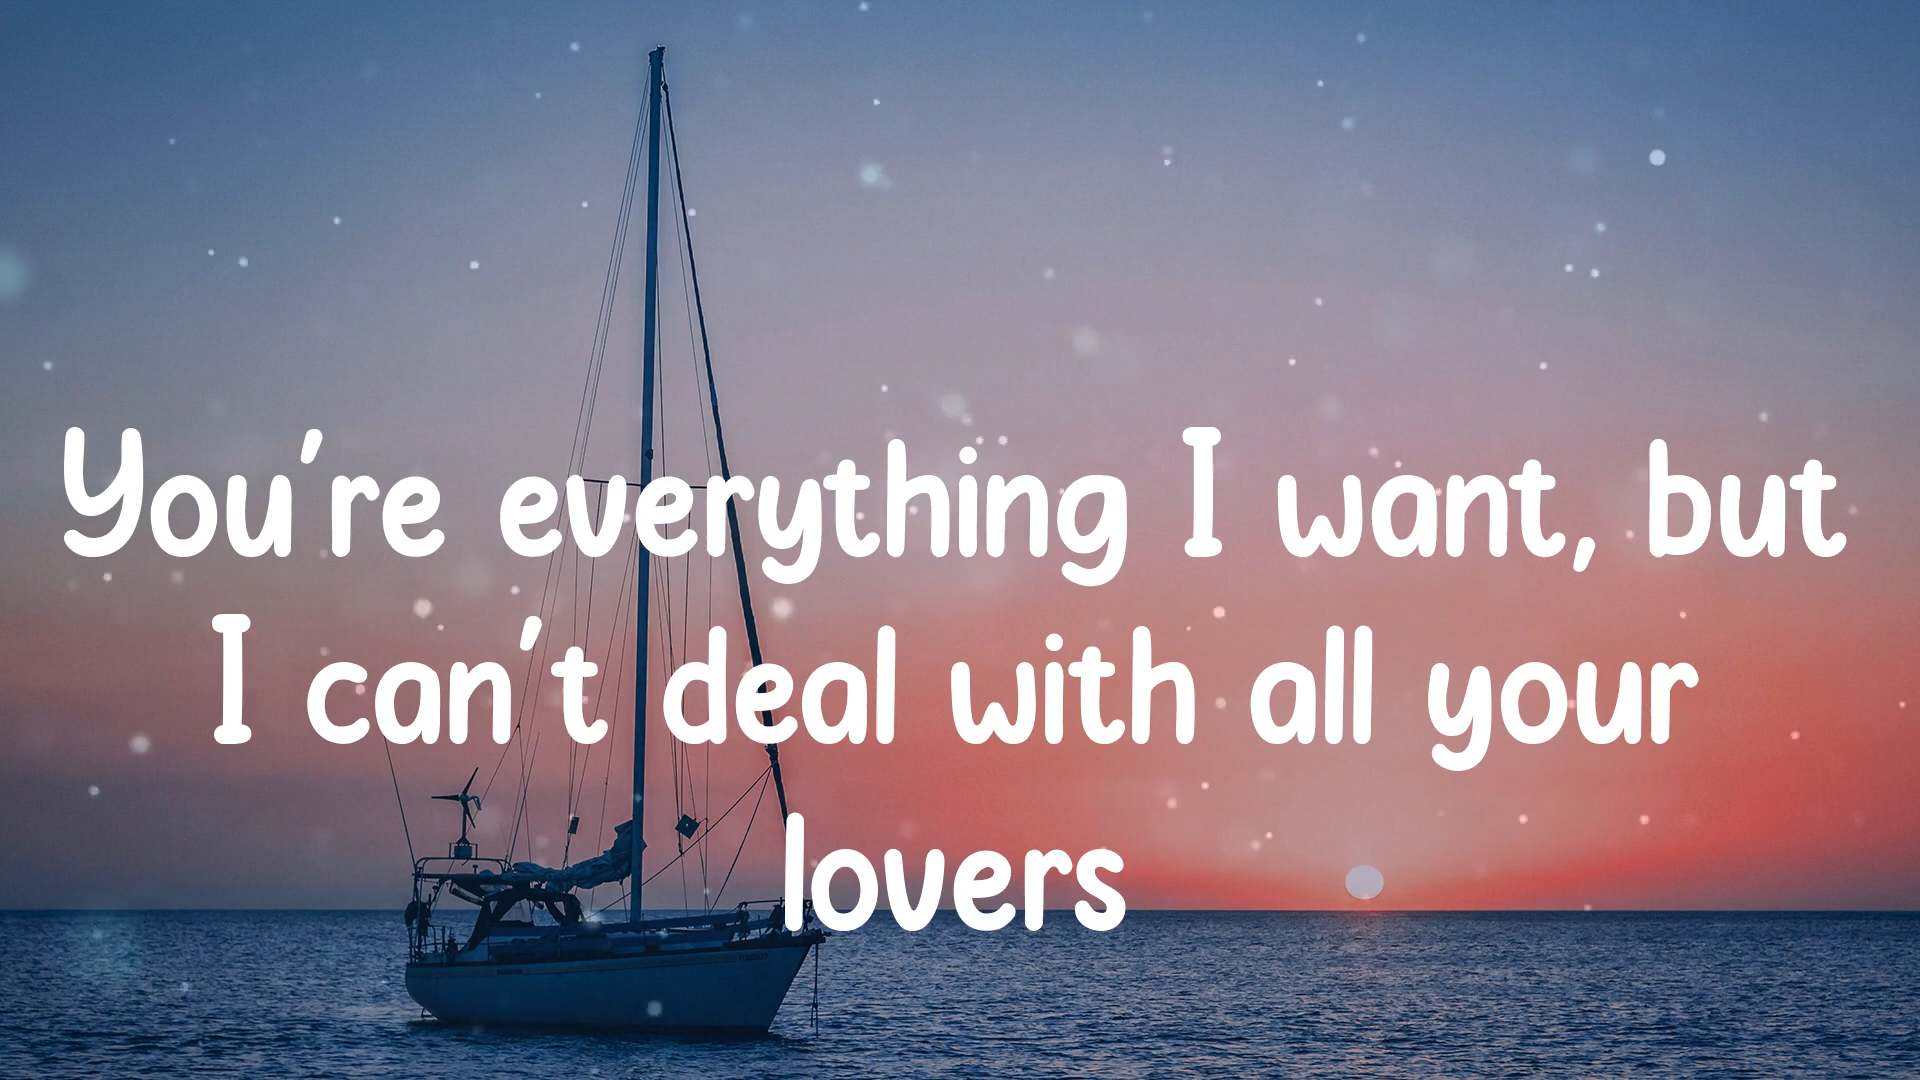 You're everything I want, but
I can't deal with all your
lovers